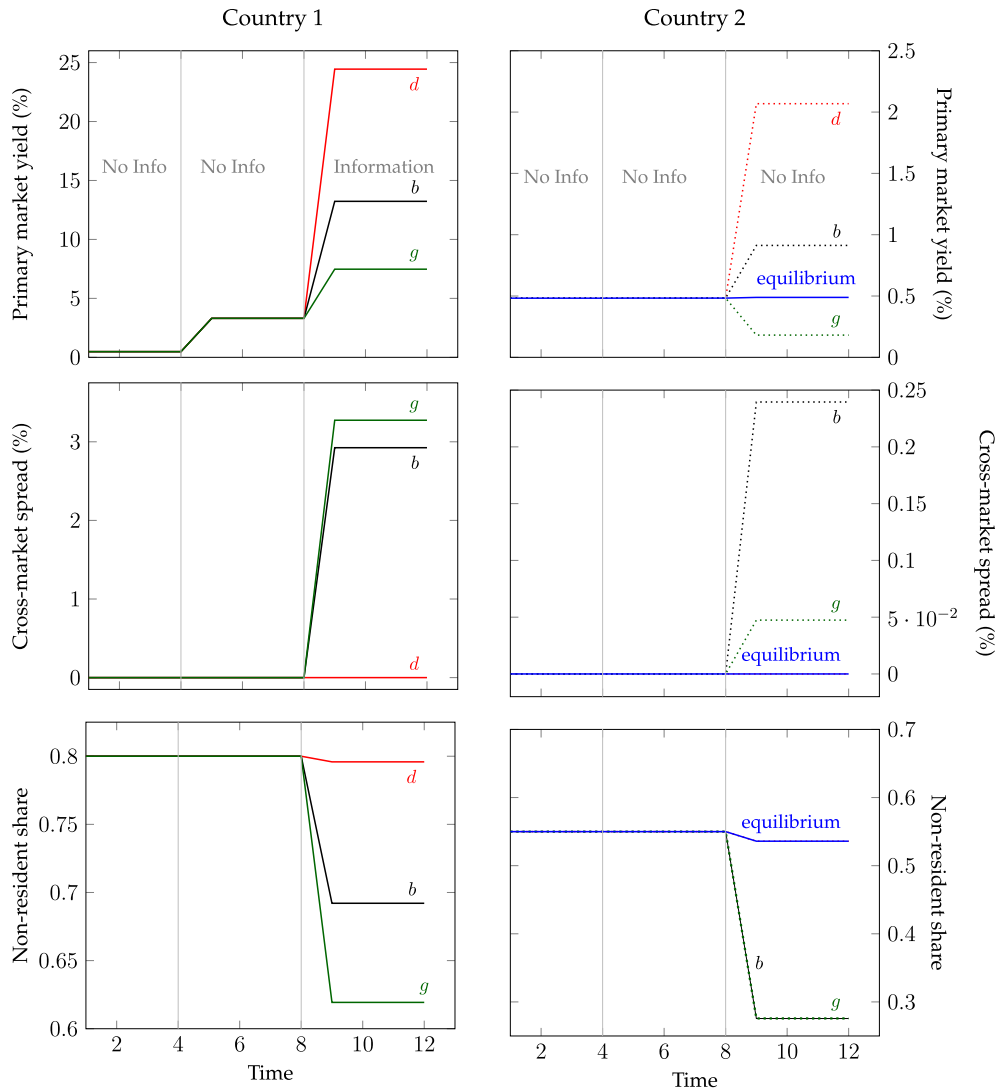 Country 1
Country 2
Primary market yield (%)
0
5
10
15
20
25
No Info
No Info
Information
d
b
g
0
0.5
1
1.5
2
2.5
Primary market yield (%)
No Info
No Info
No Info
d
b
equilibrium
g
Cross-market spread (%)
0
1
2
3
g
b
d
0
5 · 10−2
0.1
0.15
0.2
0.25
Cross-market spread (%)
b
g
equilibrium
Non-resident share
0.6
0.65
0.7
0.75
0.8
d
b
g
2 4 6 8 10 12
Time
0.3
0.4
0.5
0.6
0.7
Non-resident share
equilibrium
b
g
2 4 6 8 10 12
Time